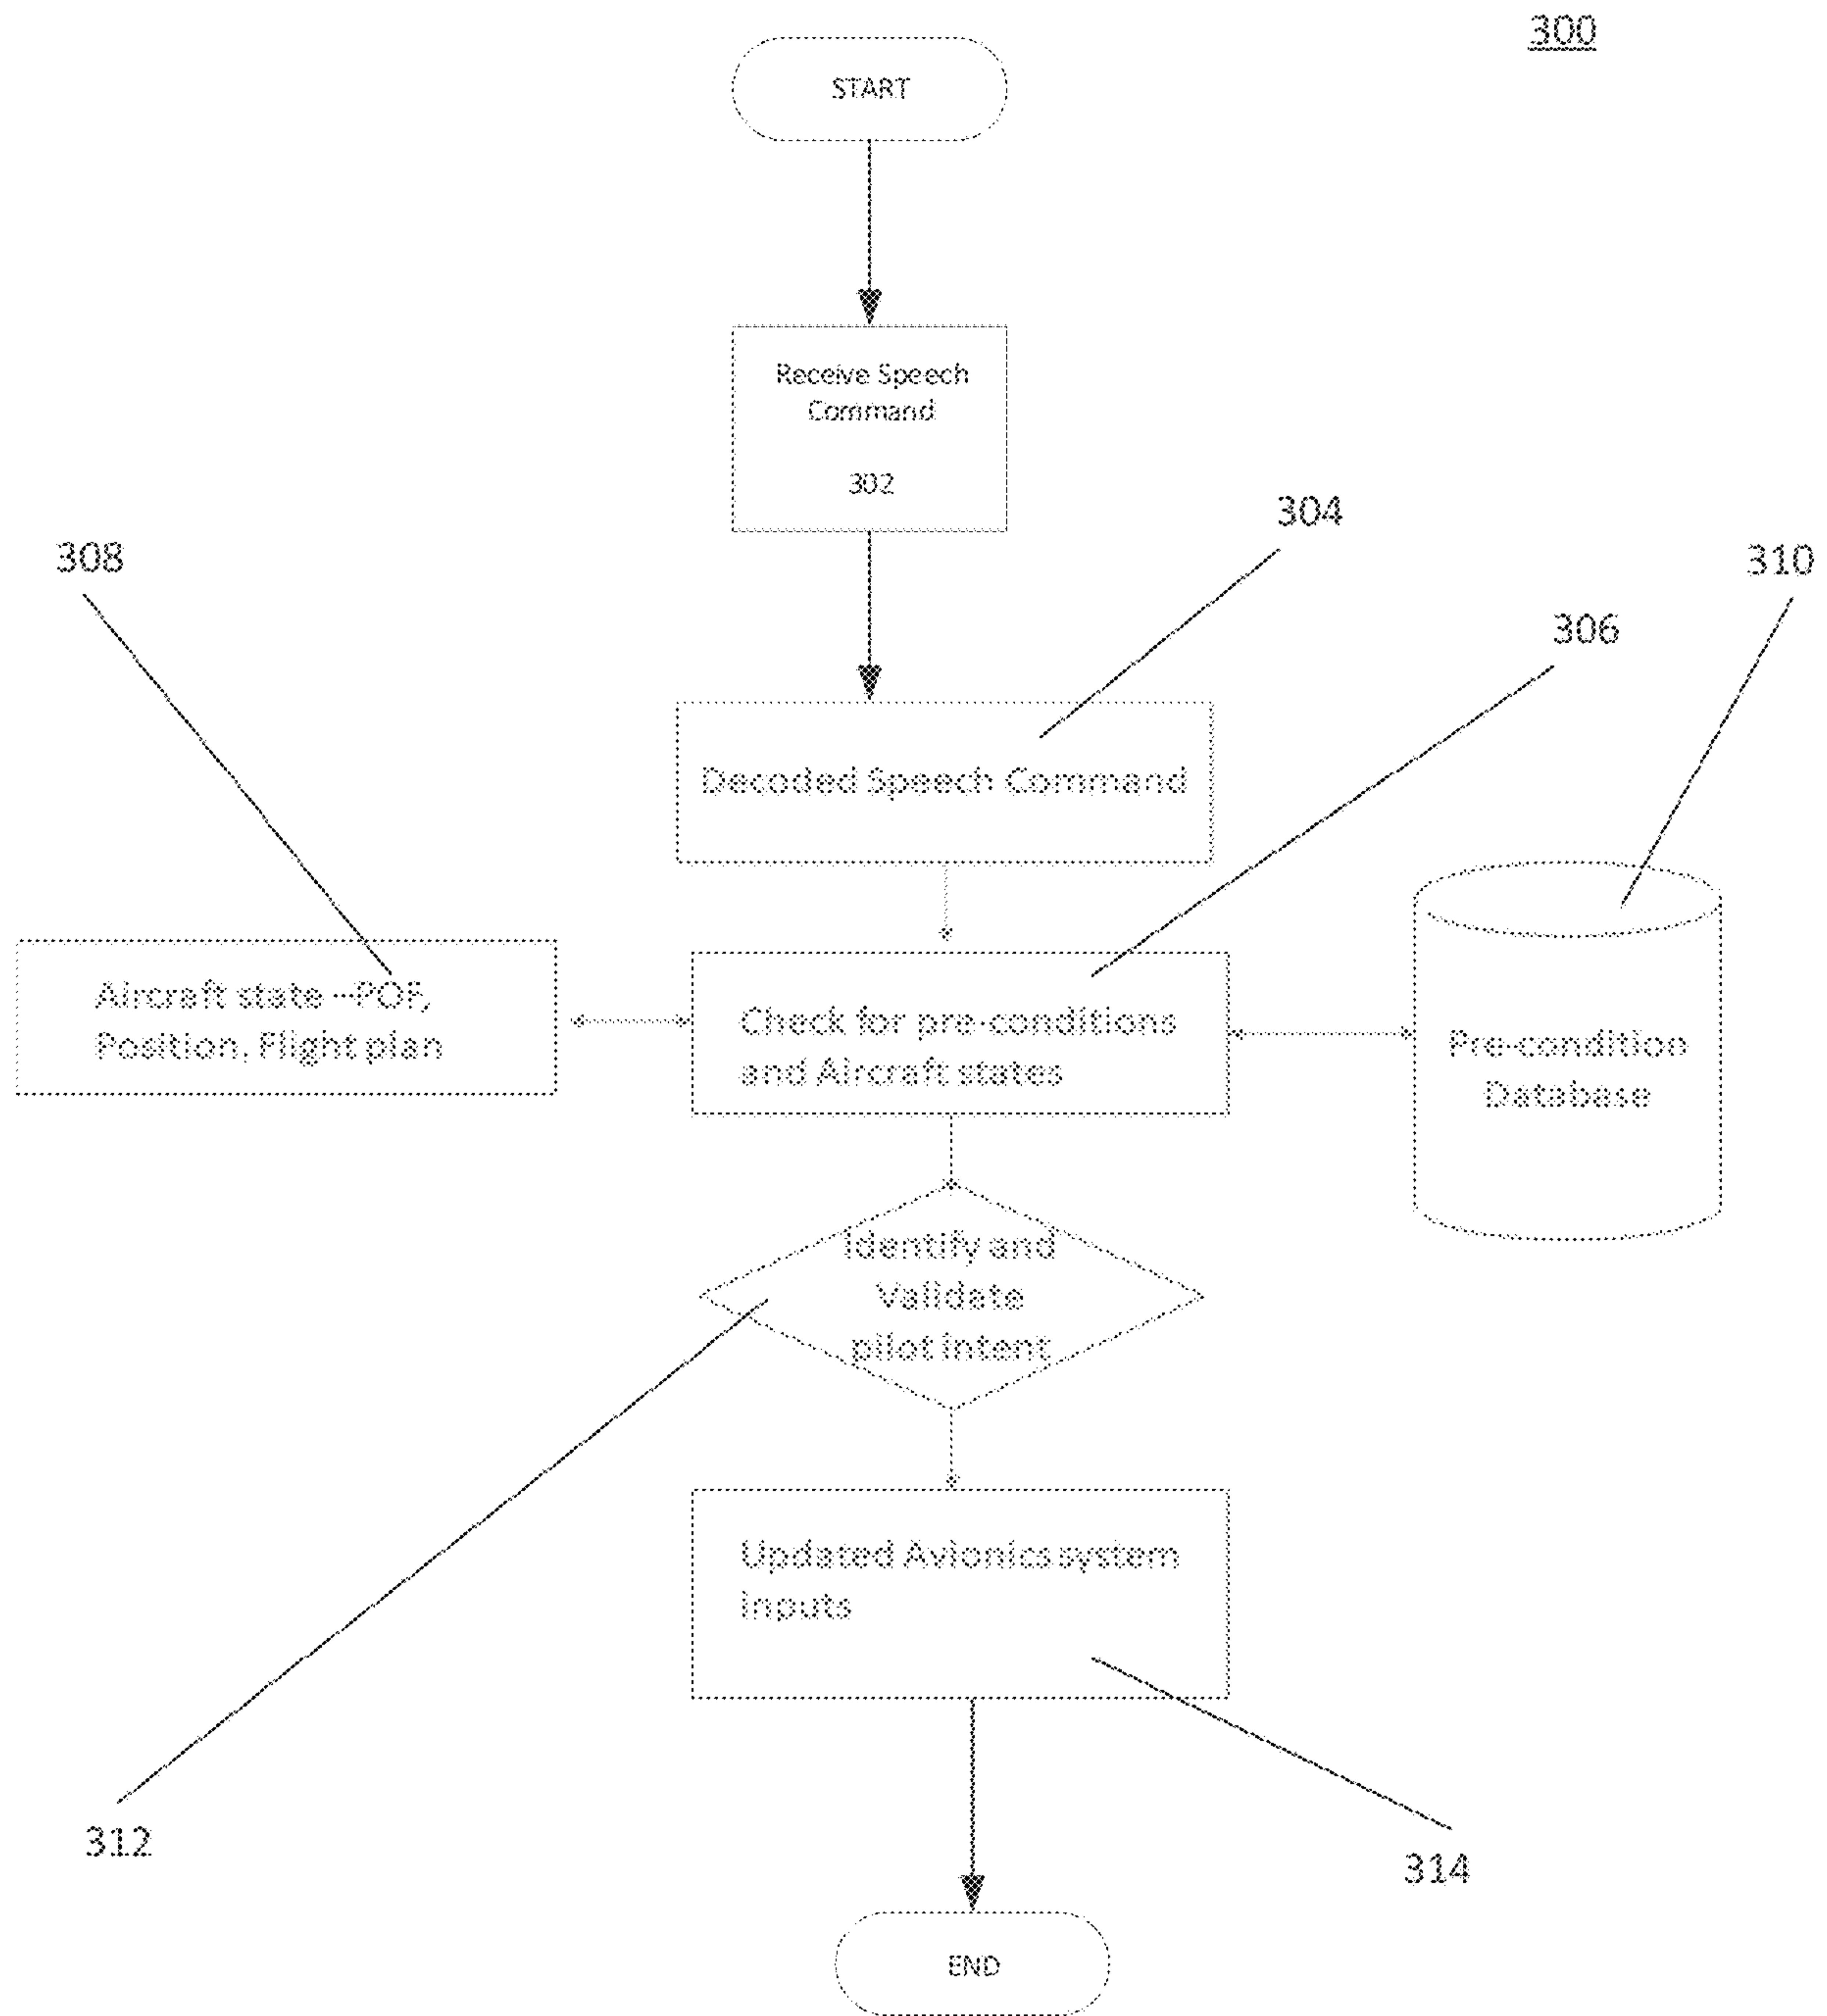 300
START
Receive Speech
Command
302
304
308
310
306
Decoded Speech Command
Aircraft state --POF,
Position, Flight plan
Check for pre-conditions
and Aircraft states
Pre-condition
Database
Identify and
Validate
pilot intent
Updated Avionics system
inputs
312
314
END